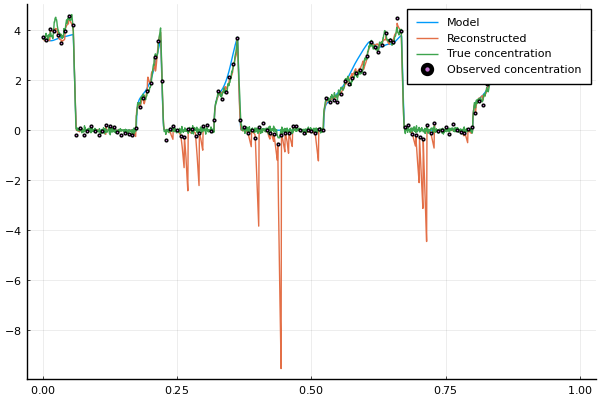 Model
Reconstructed
True concentration
Observed concentration
4
2
0
-2
-4
-6
-8
0.00 0.25 0.50 0.75 1.00